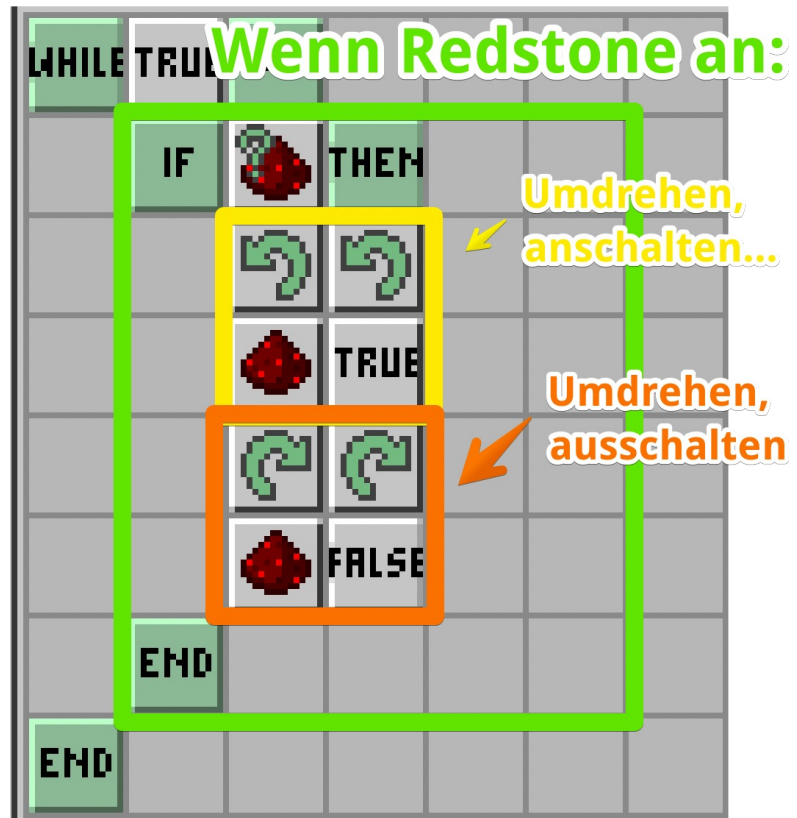 Wenn Redstone an:
WHILE TRUE
IF THEN
Umdrehen,
anschalten...
TRUE
Umdrehen,
ausschalten
FALSE
END
END